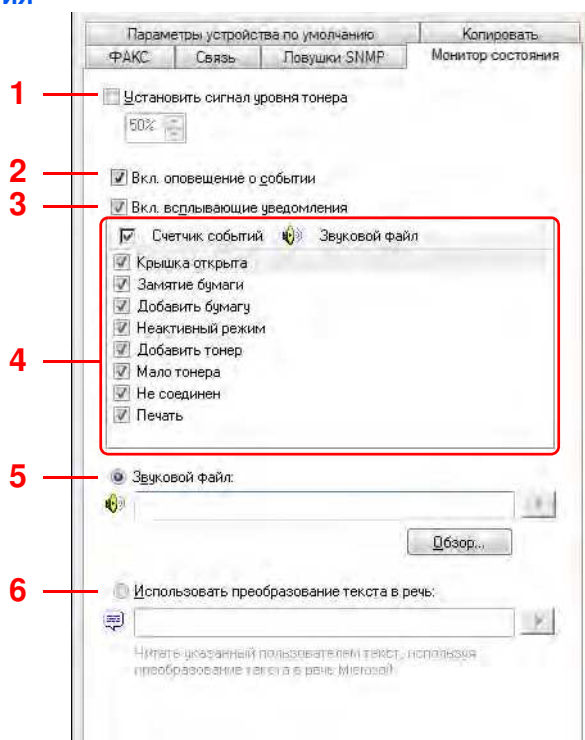 ия
Параметры устройства по умолчанию Копировать
ФАКС Связь Ловушки SNMP Монитор состояния
1 Установить сигнал уровня тонера
50%
2 Вкл. оповещение о событии
3 Вкл. всплывающие уведомления
Счетчик событий Звуковой файл
Крышка открыта
Замятие бумаги
Добавить бумагу
Неактивный режим
4 Добавить тонер
Мало тонера
Не соединен
Печать
5 Звуковой файл:
Обзор...
6 Использовать преобразование текста в речь:
Читать указанный пользователем текст, используя
преобразование текста в речь Microsoft